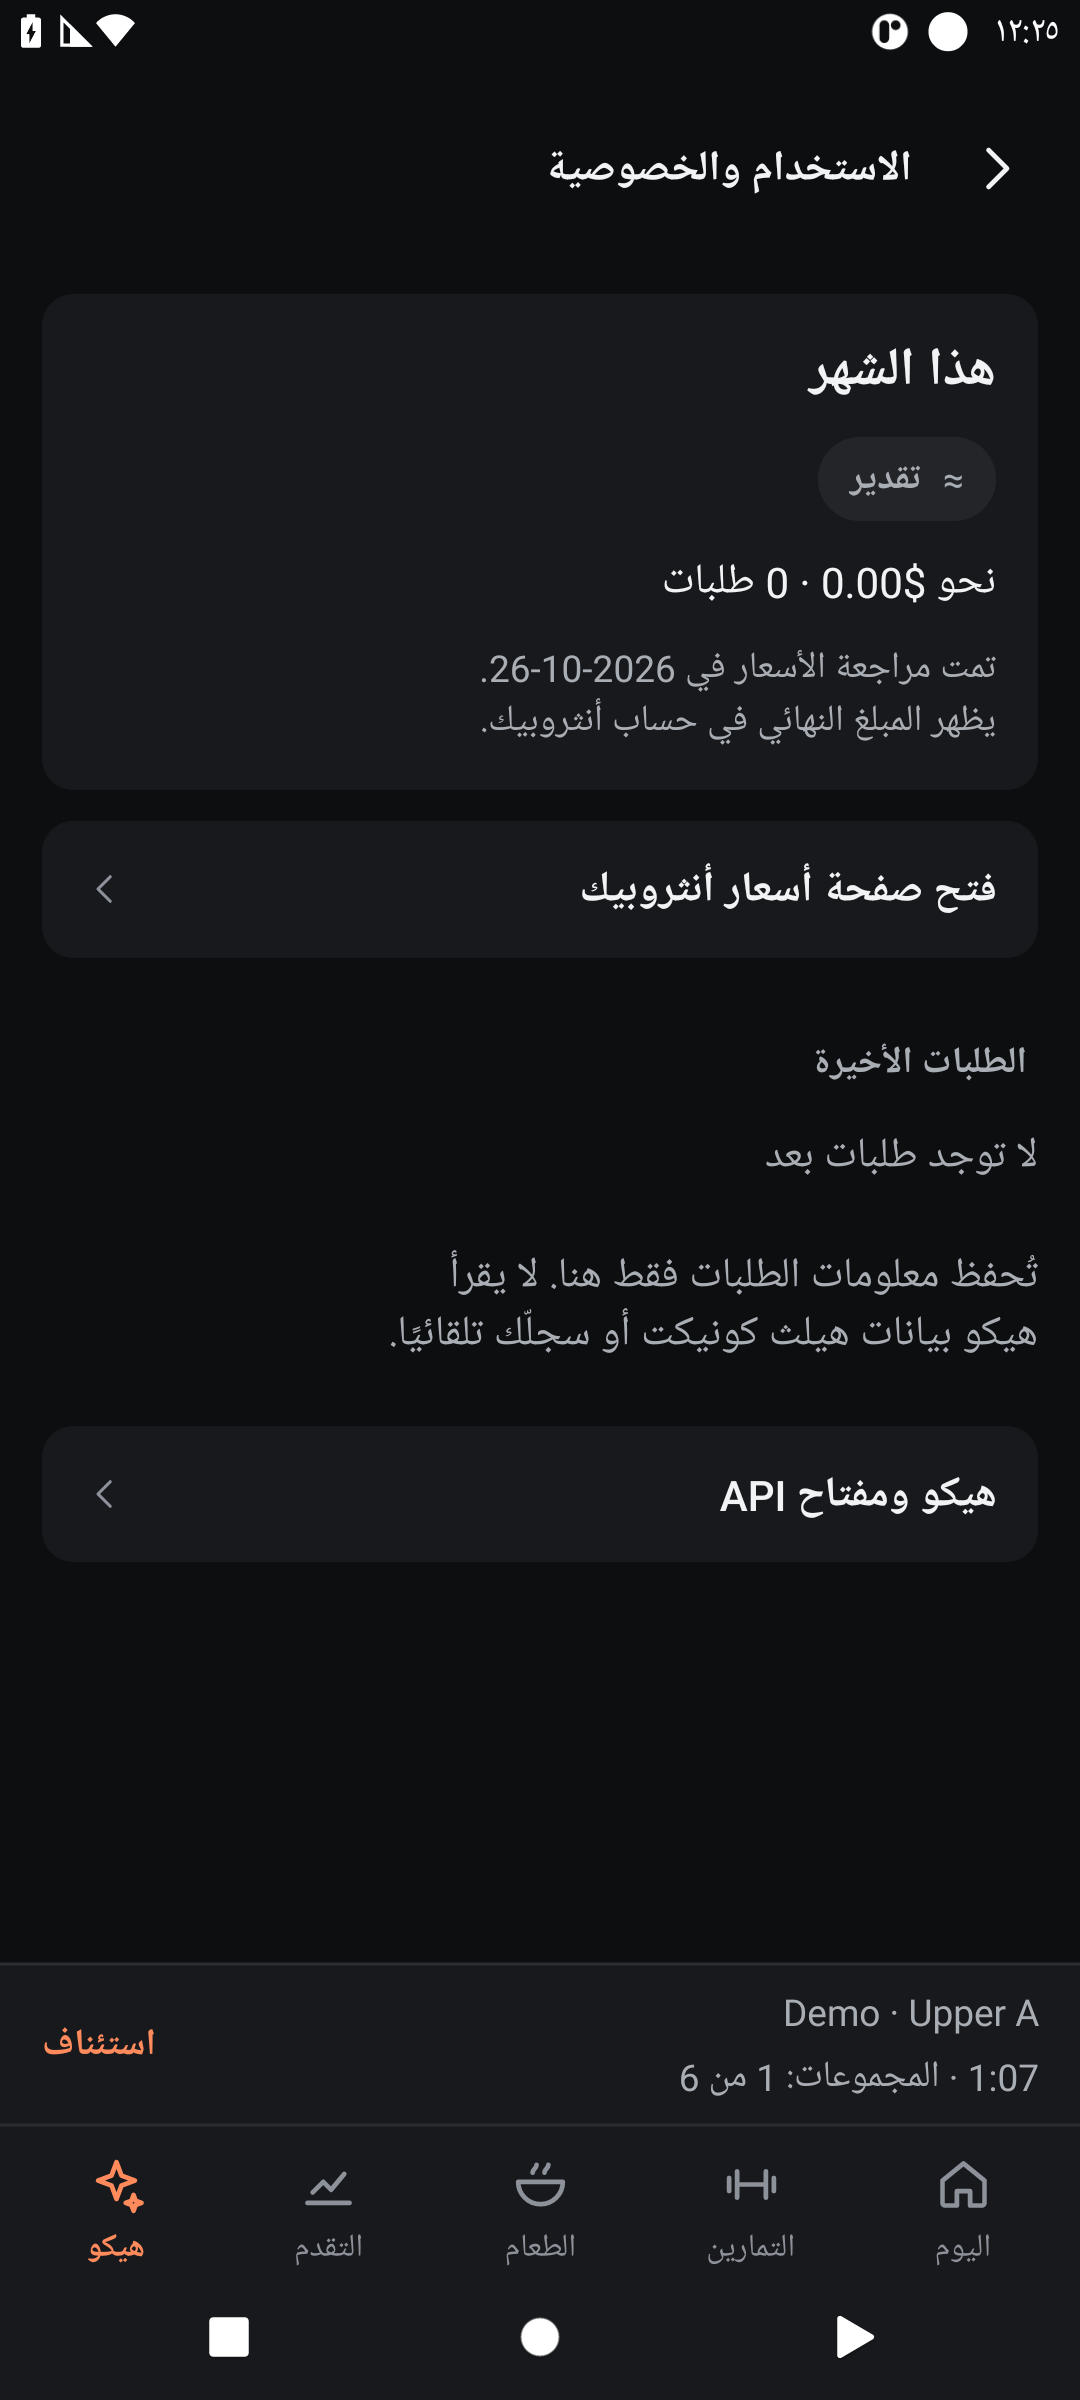 ١٢:٢٥
الاستخدام والخصوصية
هذا الشهر
≈ تقدير
نحو $0.00 · 0 طلبات
تمت مراجعة الأسعار في 2026-10-26.
يظهر المبلغ النهائي في حساب أنثروبيك.
فتح صفحة أسعار أنثروبيك
الطلبات الأخيرة
لا توجد طلبات بعد
تُحفظ معلومات الطلبات فقط هنا. لا يقرأ
هيكو بيانات هيلث كونيكت أو سجلّك تلقائيًا.
هيكو ومفتاح API
Demo · Upper A
1:07 · المجموعات: 1 من 6
استئناف
اليوم
التمارين
الطعام
التقدم
هيكو